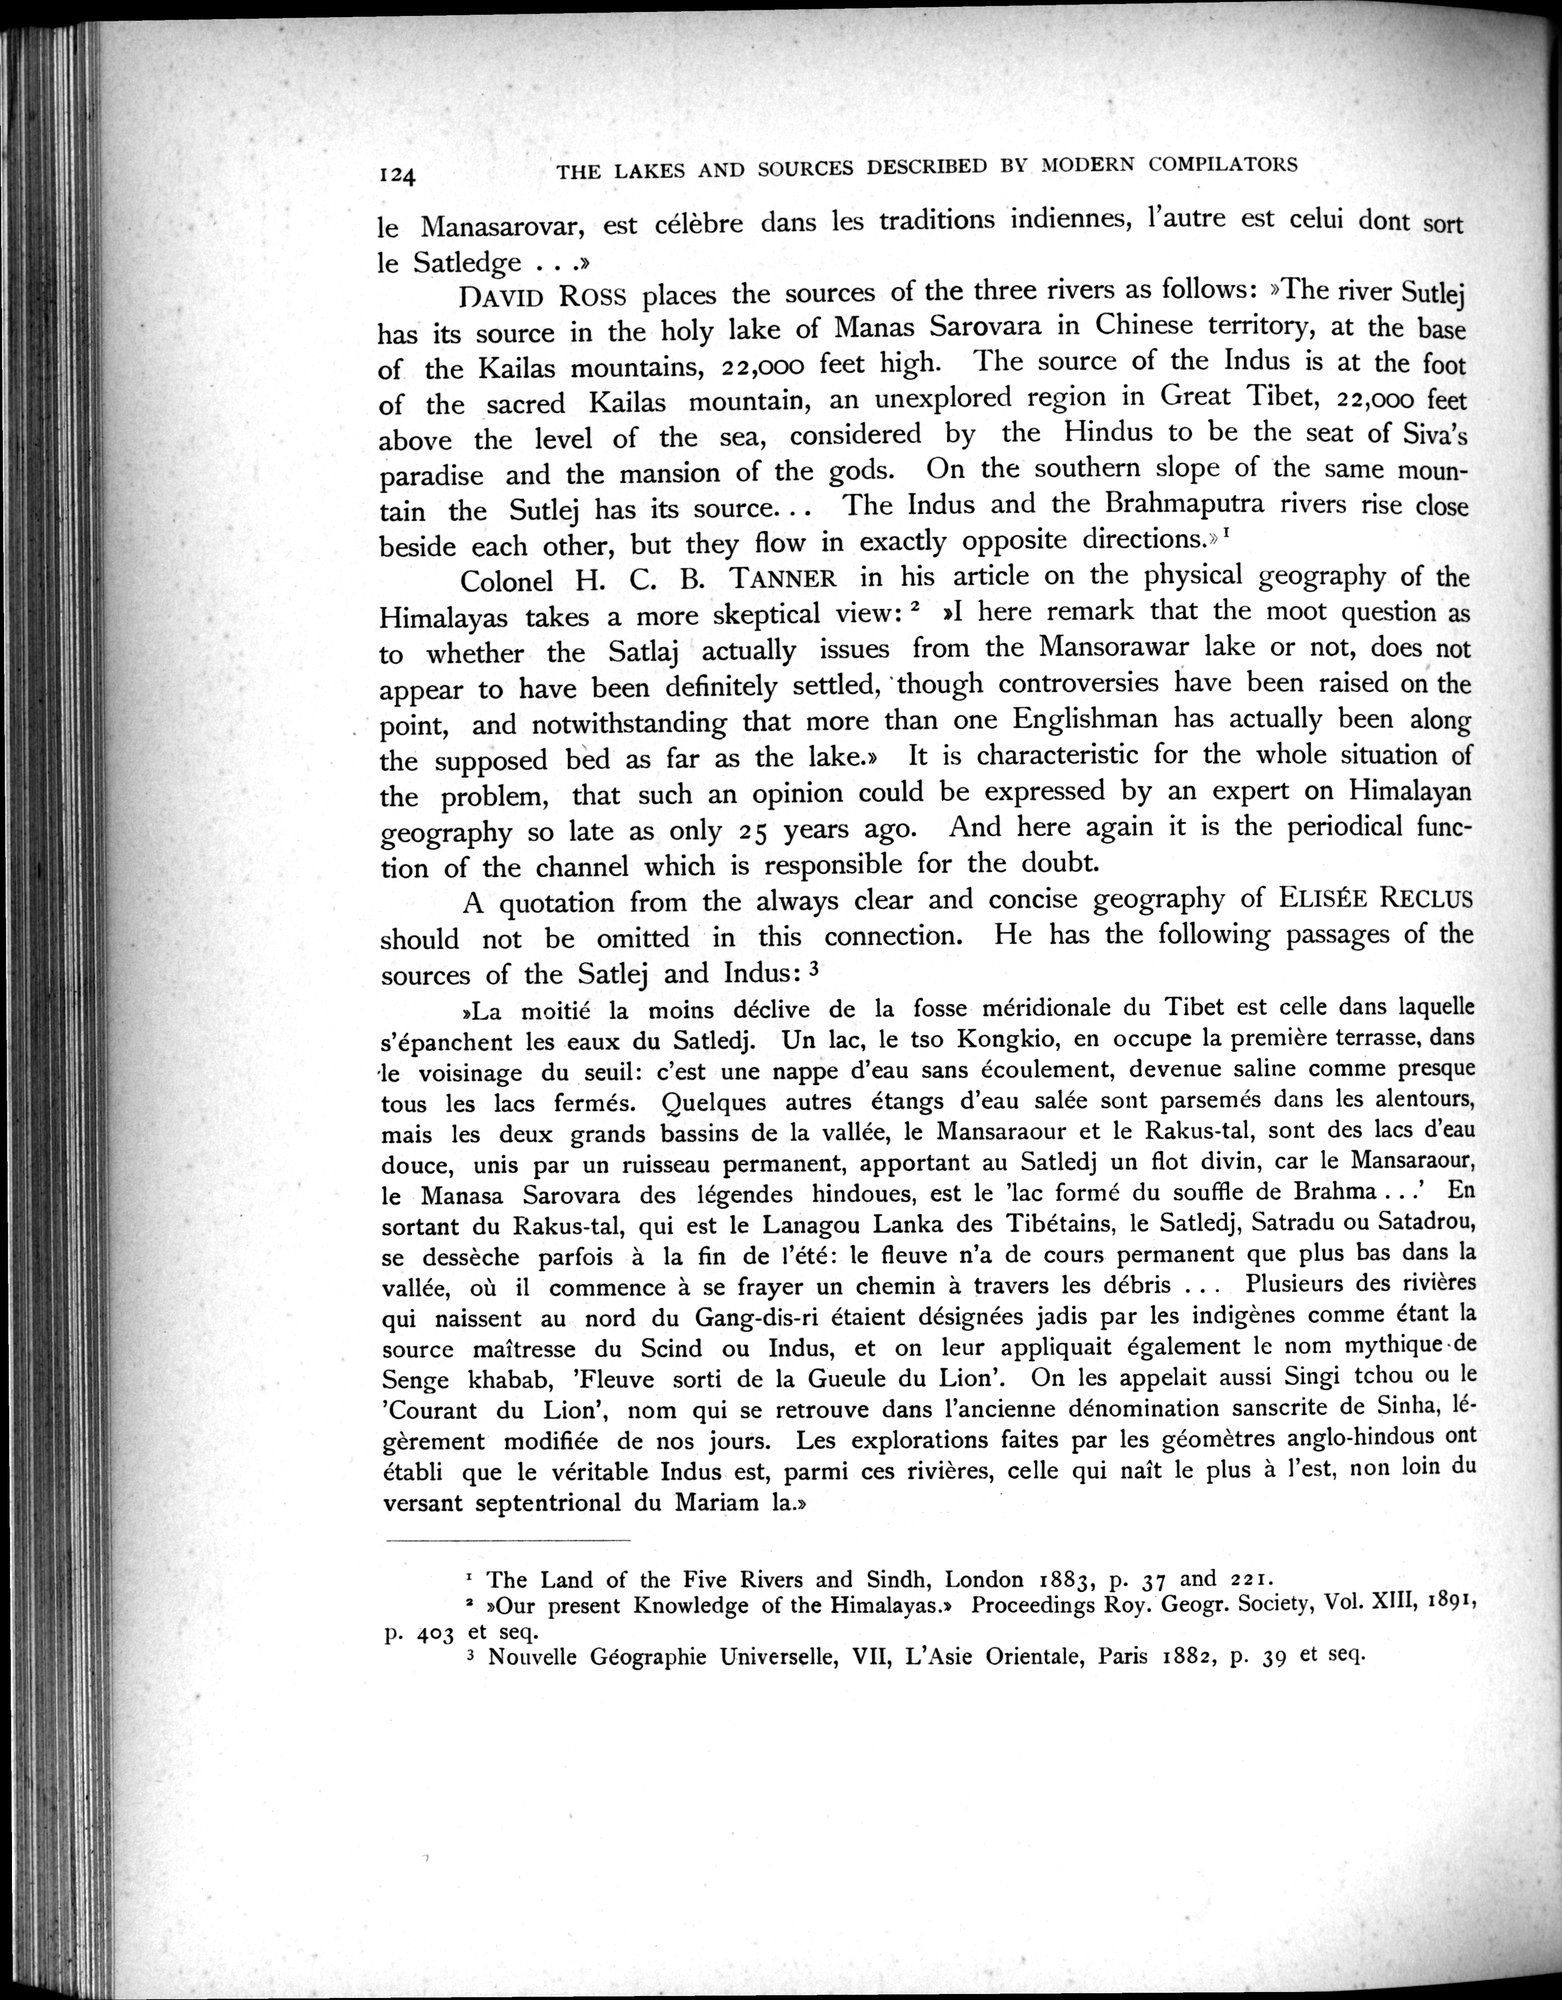 124 THE LAKES AND SOURCES DESCRIBED BY MODERN COMPILATORS
le Manasarovar, est célèbre dans les traditions indiennes, l'autre est celui dont sort
le Satledge . . .»
DAVID ROSS places the sources of the three rivers as follows: »The river Sutlej
has its source in the holy lake of Manas Sarovara in Chinese territory, at the base
of the Kailas mountains, 22,000 feet high. The source of the Indus is at the foot
of the sacred Kailas mountain, an unexplored region in Great Tibet, 22,000 feet
above the level of the sea, considered by the Hindus to be the seat of Siva's
paradise and the mansion of the gods. On the southern slope of the same moun-
tain the Sutlej has its source. . . The Indus and the Brahmaputra rivers rise close
beside each other, but they flow in exactly opposite directions.» ¹
Colonel H. C. B. TANNER in his article on the physical geography of the
Himalayas takes a more skeptical view: ² »I here remark that the moot question as
to whether the Satlaj actually issues from the Mansorawar lake or not, does not
appear to have been definitely settled, though controversies have been raised on the
point, and notwithstanding that more than one Englishman has actually been along
the supposed bed as far as the lake.» It is characteristic for the whole situation of
the problem, that such an opinion could be expressed by an expert on Himalayan
geography so late as only 25 years ago. And here again it is the periodical func-
tion of the channel which is responsible for the doubt.
A quotation from the always clear and concise geography of ELISÉE RECLUS
should not be omitted in this connection. He has the following passages of the
sources of the Satlej and Indus: ³
»La moitié la moins déclive de la fosse méridionale du Tibet est celle dans laquelle
s'épanchent les eaux du Satledj. Un lac, le tso Kongkio, en occupe la première terrasse, dans
le voisinage du seuil: c'est une nappe d'eau sans écoulement, devenue saline comme presque
tous les lacs fermés. Quelques autres étangs d'eau salée sont parsemés dans les alentours,
mais les deux grands bassins de la vallée, le Mansaraour et le Rakus-tal, sont des lacs d'eau
douce, unis par un ruisseau permanent, apportant au Satledj un flot divin, car le Mansaraour,
le Manasa Sarovara des légendes hindoues, est le 'lac formé du souffle de Brahma . . .' En
sortant du Rakus-tal, qui est le Lanagou Lanka des Tibétains, le Satledj, Satradu ou Satadrou,
se dessèche parfois à la fin de l'été: le fleuve n'a de cours permanent que plus bas dans la
vallée, où il commence à se frayer un chemin à travers les débris . . . Plusieurs des rivières
qui naissent au nord du Gang-dis-ri étaient désignées jadis par les indigènes comme étant la
source maîtresse du Scind ou Indus, et on leur appliquait également le nom mythique de
Senge khabab, 'Fleuve sorti de la Gueule du Lion'. On les appelait aussi Singi tchou ou le
'Courant du Lion', nom qui se retrouve dans l'ancienne dénomination sanscrite de Sinha, lé-
gèrement modifiée de nos jours. Les explorations faites par les géomètres anglo-hindous ont
établi que le véritable Indus est, parmi ces rivières, celle qui naît le plus à l'est, non loin du
versant septentrional du Mariam la.»
¹ The Land of the Five Rivers and Sindh, London 1883, p. 37 and 221.
² »Our present Knowledge of the Himalayas.» Proceedings Roy. Geogr. Society, Vol. XIII, 1891,
p. 403 et seq.
³ Nouvelle Géographie Universelle, VII, L'Asie Orientale, Paris 1882, p. 39 et seq.